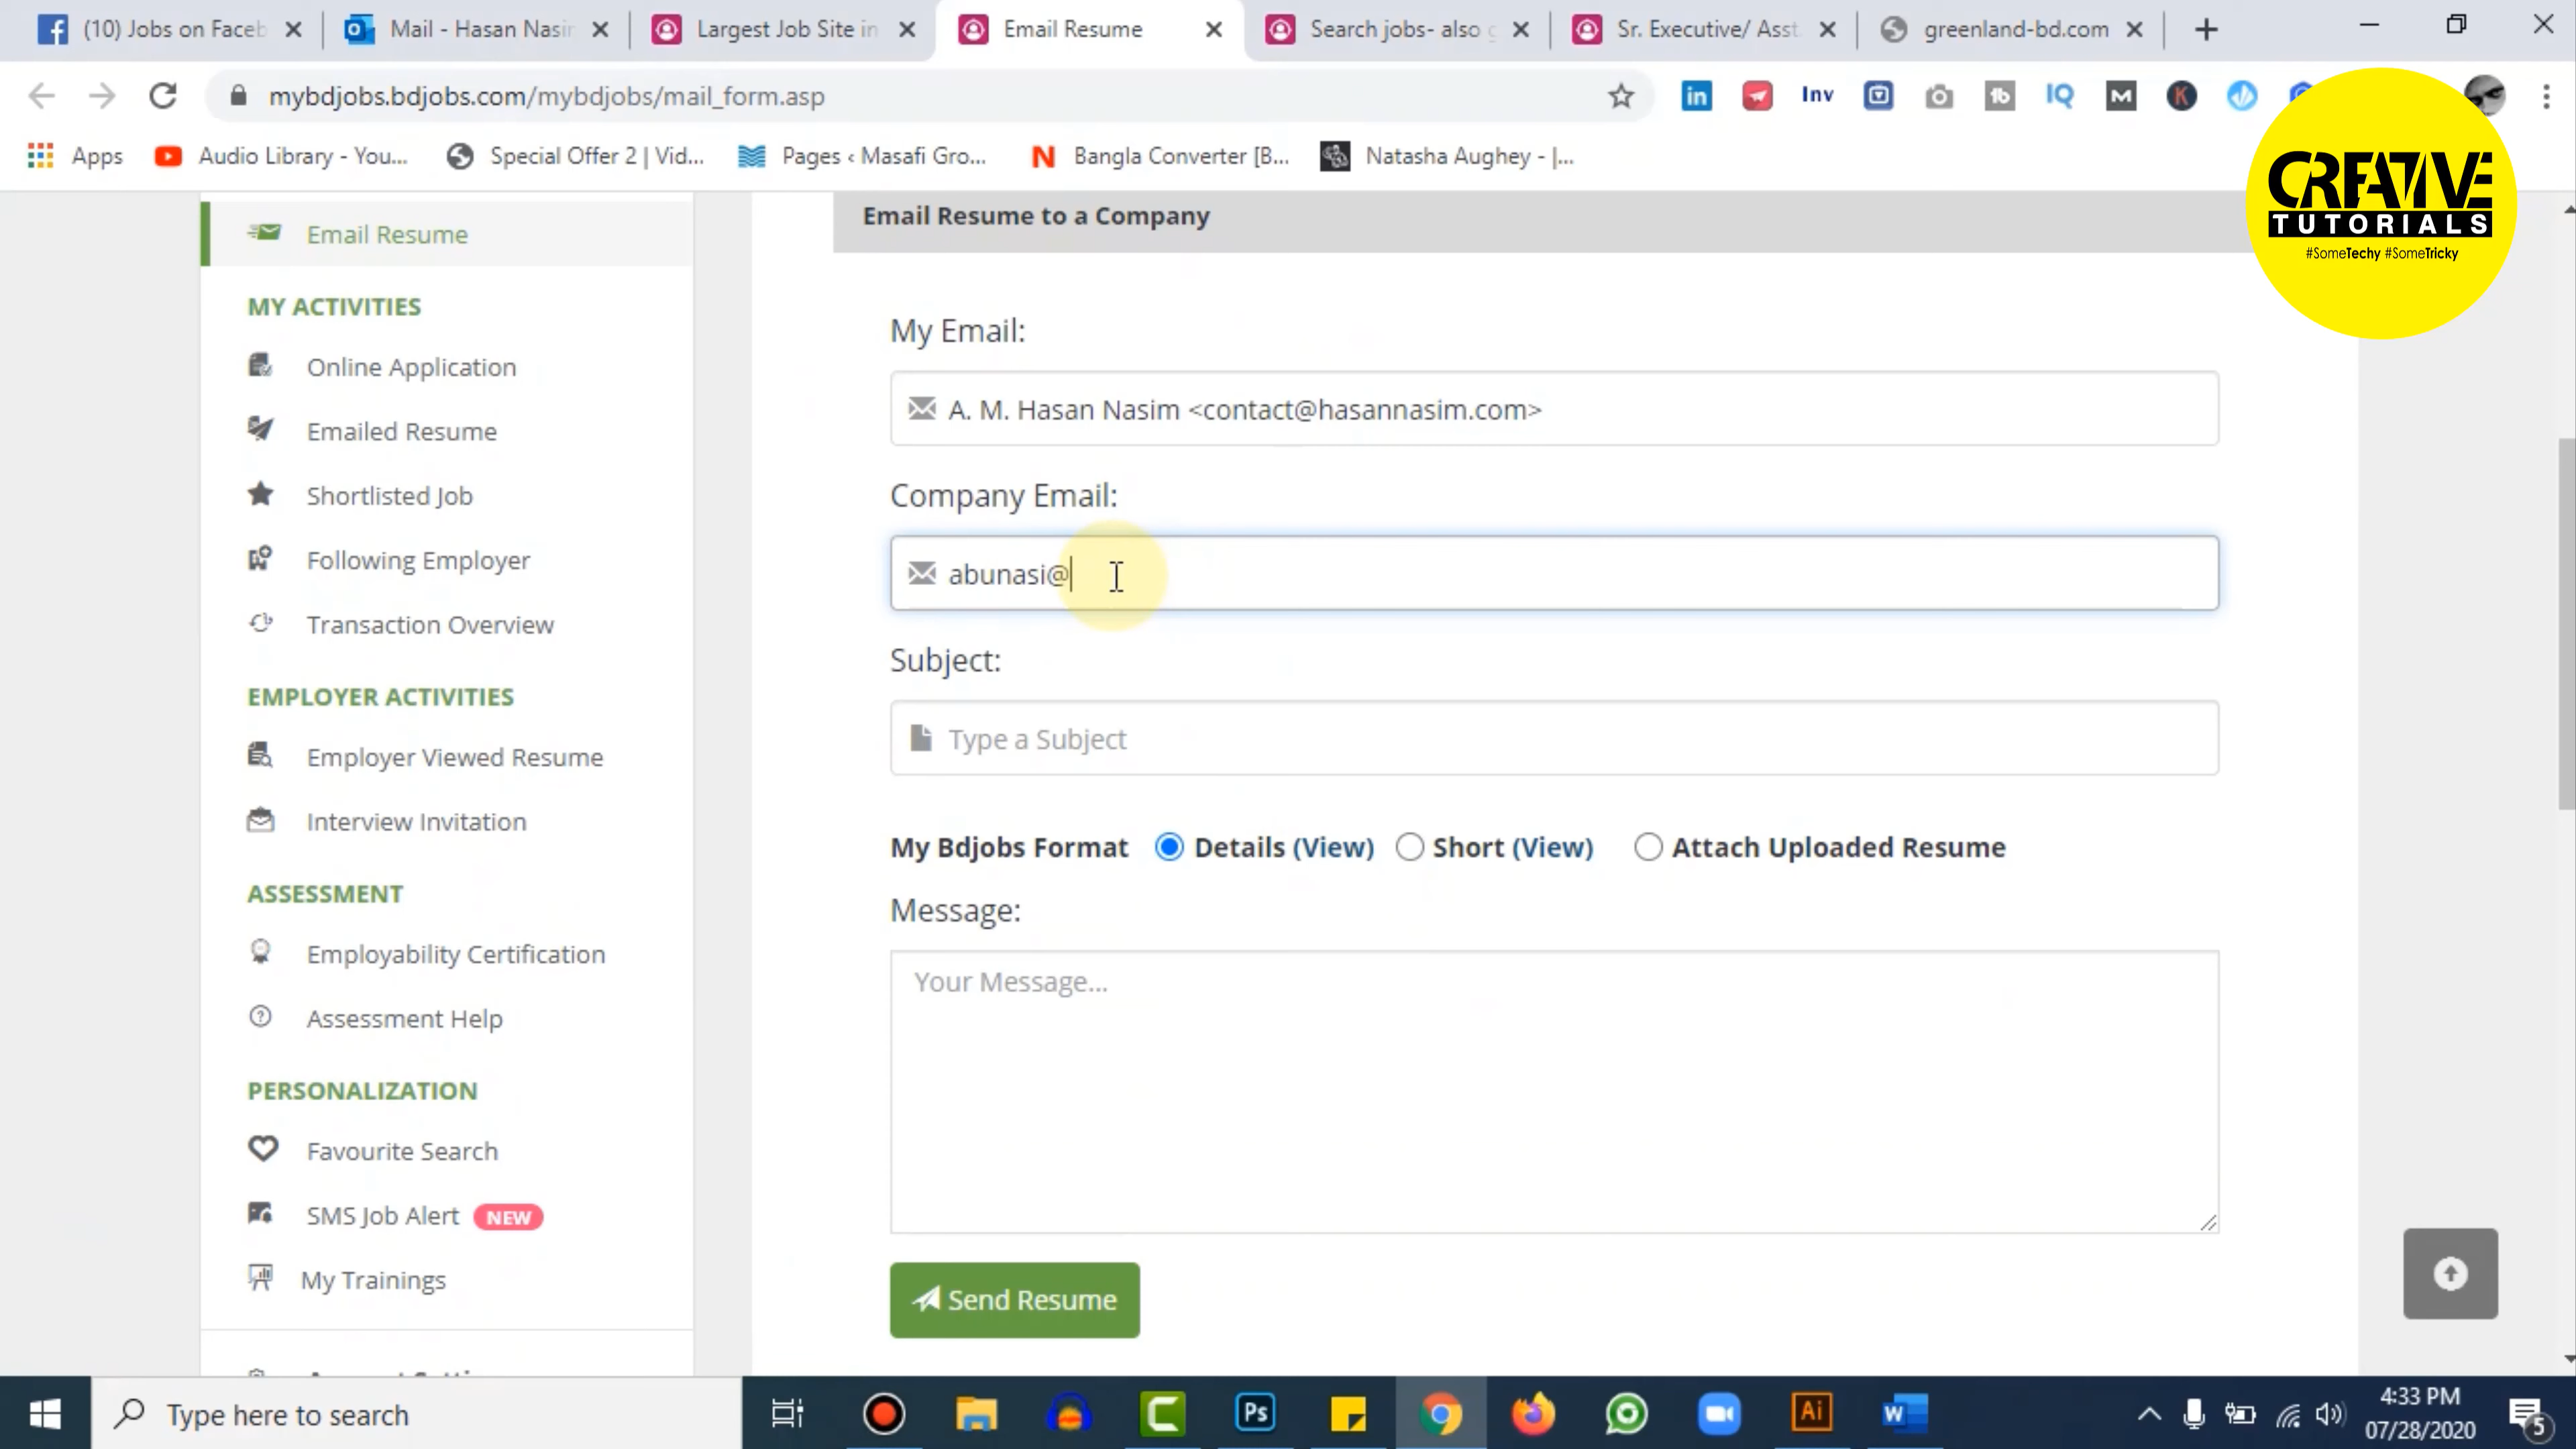 (10) Jobs on Faceb
Mail - Hasan Nasir
Largest Job Site in
Email Resume
Search jobs- also g
Sr. Executive/ Asst
greenland-bd.com
mybdjobs.bdjobs.com/mybdjobs/mail_form.asp
in
Inv
tb
IQ
M
K
Apps
Audio Library - You...
Special Offer 2 | Vid...
Pages ‹ Masafi Gro...
N
Bangla Converter [B...
Natasha Aughey - |...
CREATIVE
TUTORIALS
#SomeTechy #SomeTricky
Email Resume
MY ACTIVITIES
Online Application
Emailed Resume
Shortlisted Job
Following Employer
Transaction Overview
EMPLOYER ACTIVITIES
Employer Viewed Resume
Interview Invitation
ASSESSMENT
Employability Certification
Assessment Help
PERSONALIZATION
Favourite Search
SMS Job Alert NEW
My Trainings
Email Resume to a Company
My Email:
A. M. Hasan Nasim <contact@hasannasim.com>
Company Email:
abunasi@
Subject:
Type a Subject
My Bdjobs Format Details (View) Short (View) Attach Uploaded Resume
Message:
Your Message...
Send Resume
Type here to search
Ps
Ai
W
4:33 PM
07/28/2020
5